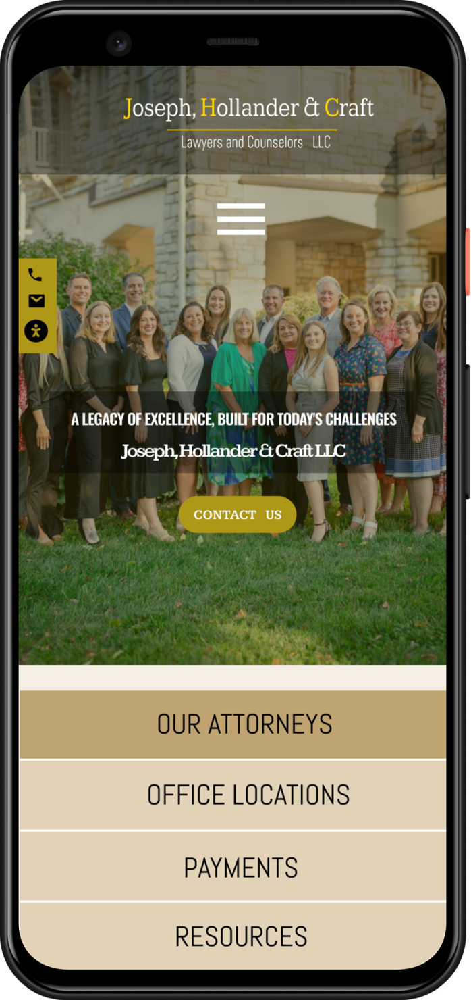 Joseph, Hollander & Craft
Lawyers and Counselors LLC
A LEGACY OF EXCELLENCE, BUILT FOR TODAY'S CHALLENGES
Joseph, Hollander & Craft LLC
CONTACT US
OUR ATTORNEYS
OFFICE LOCATIONS
PAYMENTS
RESOURCES